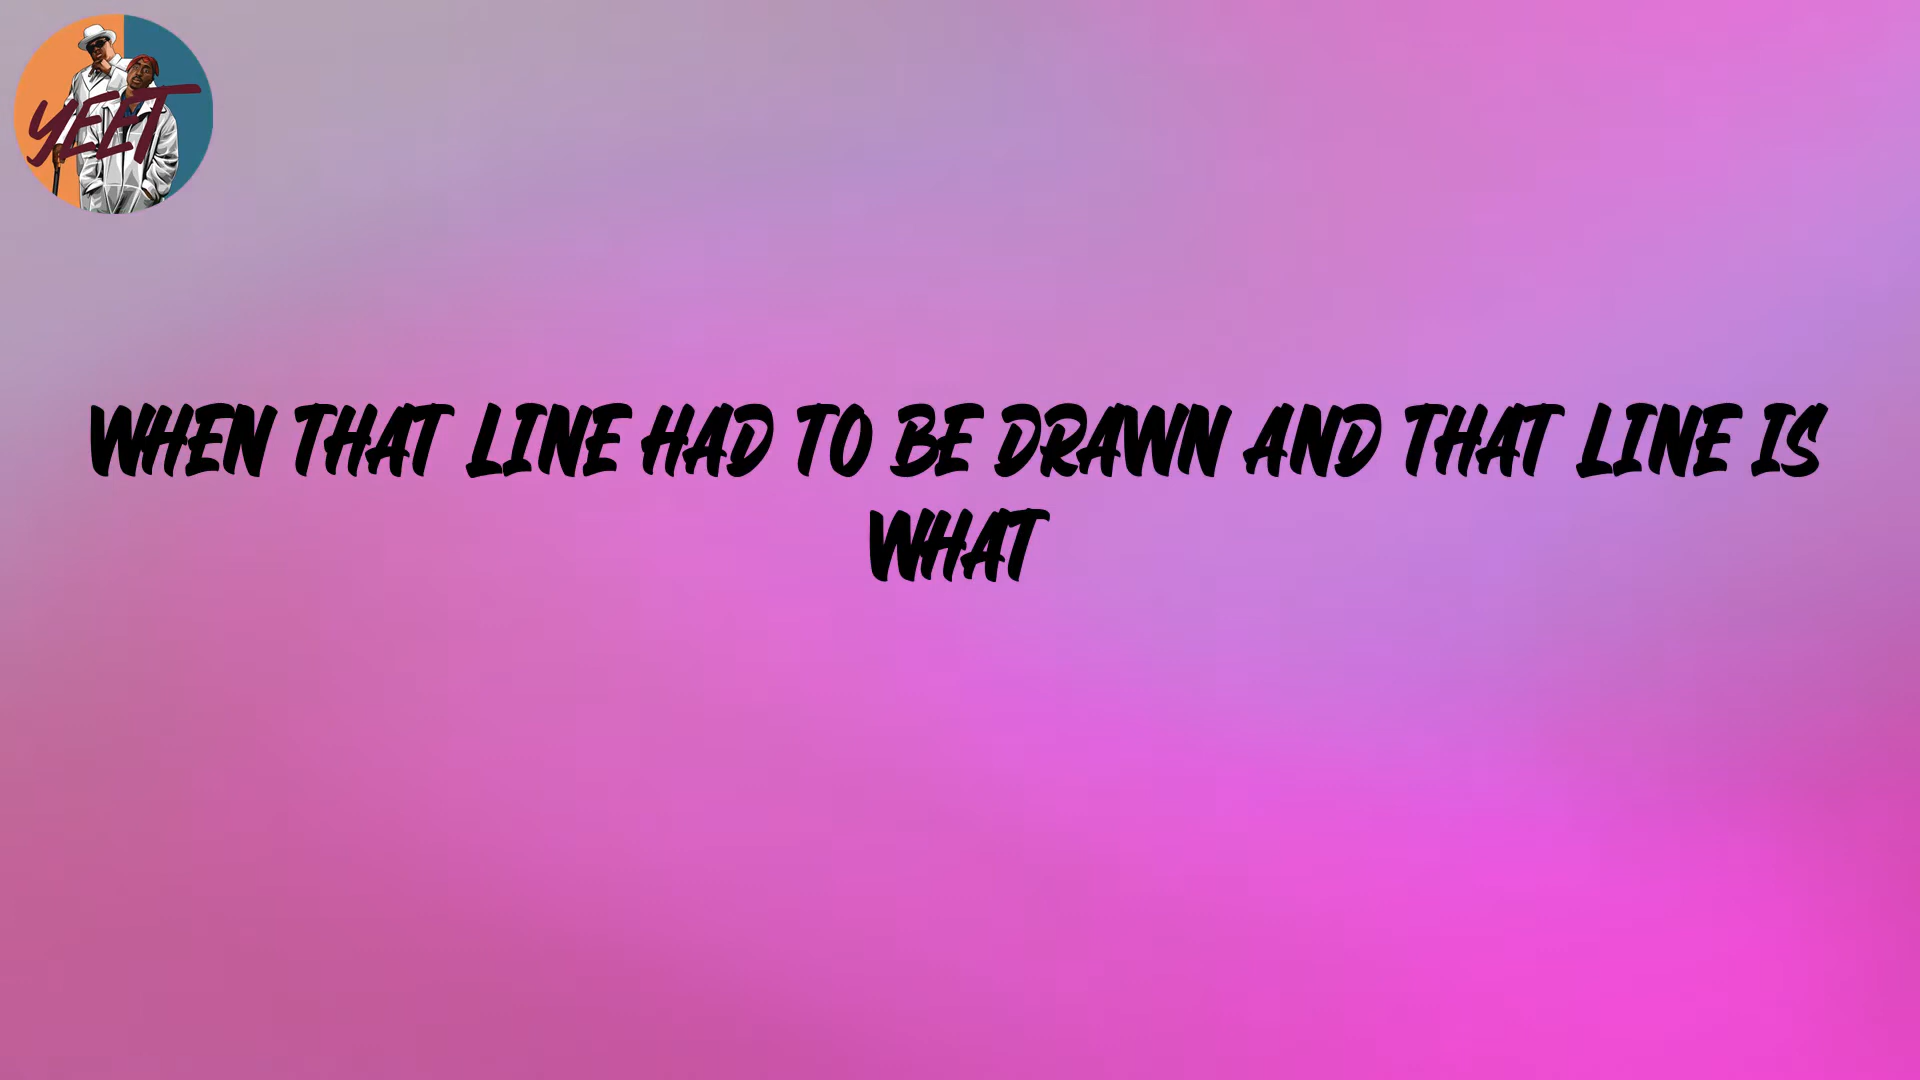 YEET
WHEN THAT LINE HAD TO BE DRAWN AND THAT LINE IS
WHAT